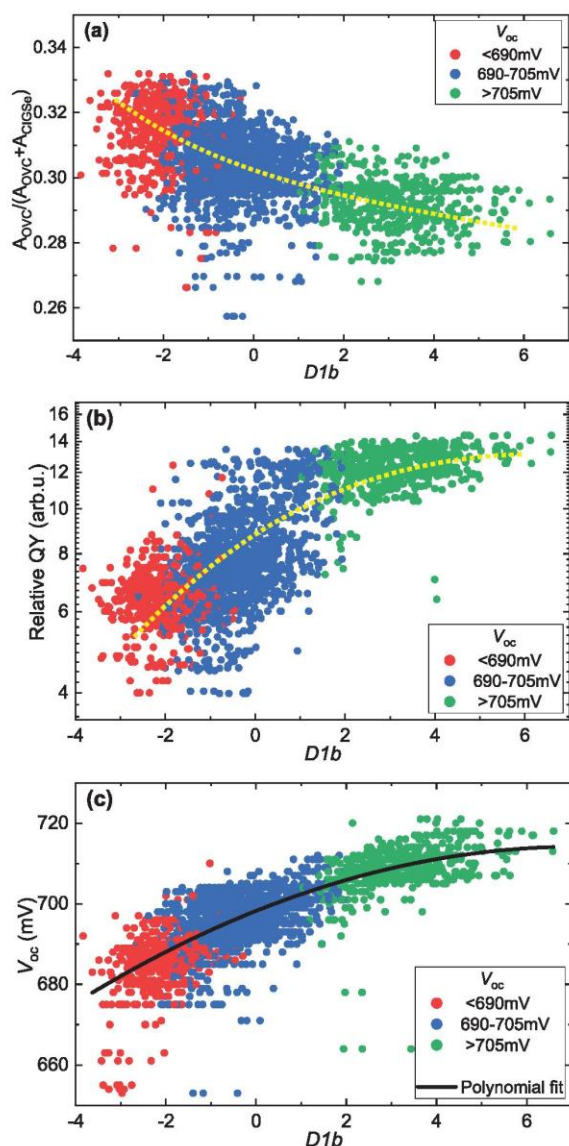 (a)
V_oc
<690mV
690-705mV
>705mV
A_OVC/(A_OVC+A_CIGSe)
0.34
0.32
0.30
0.28
0.26
-4 -2 0 2 4 6
D1b
(b)
Relative QY (arb.u.)
16
14
12
10
8
6
4
V_oc
<690mV
690-705mV
>705mV
-4 -2 0 2 4 6
D1b
(c)
V_oc (mV)
720
700
680
660
V_oc
<690mV
690-705mV
>705mV
Polynomial fit
-4 -2 0 2 4 6
D1b